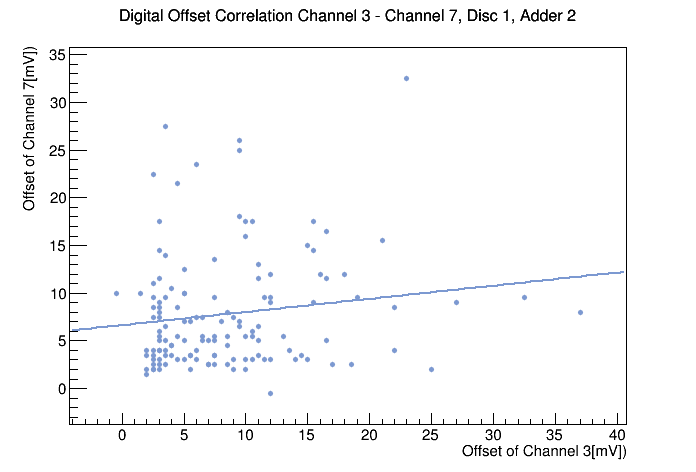 Digital Offset Correlation Channel 3 - Channel 7, Disc 1, Adder 2
Offset of Channel 7[mV])
35
30
25
20
15
10
5
0
0 5 10 15 20 25 30 35 40
Offset of Channel 3[mV])